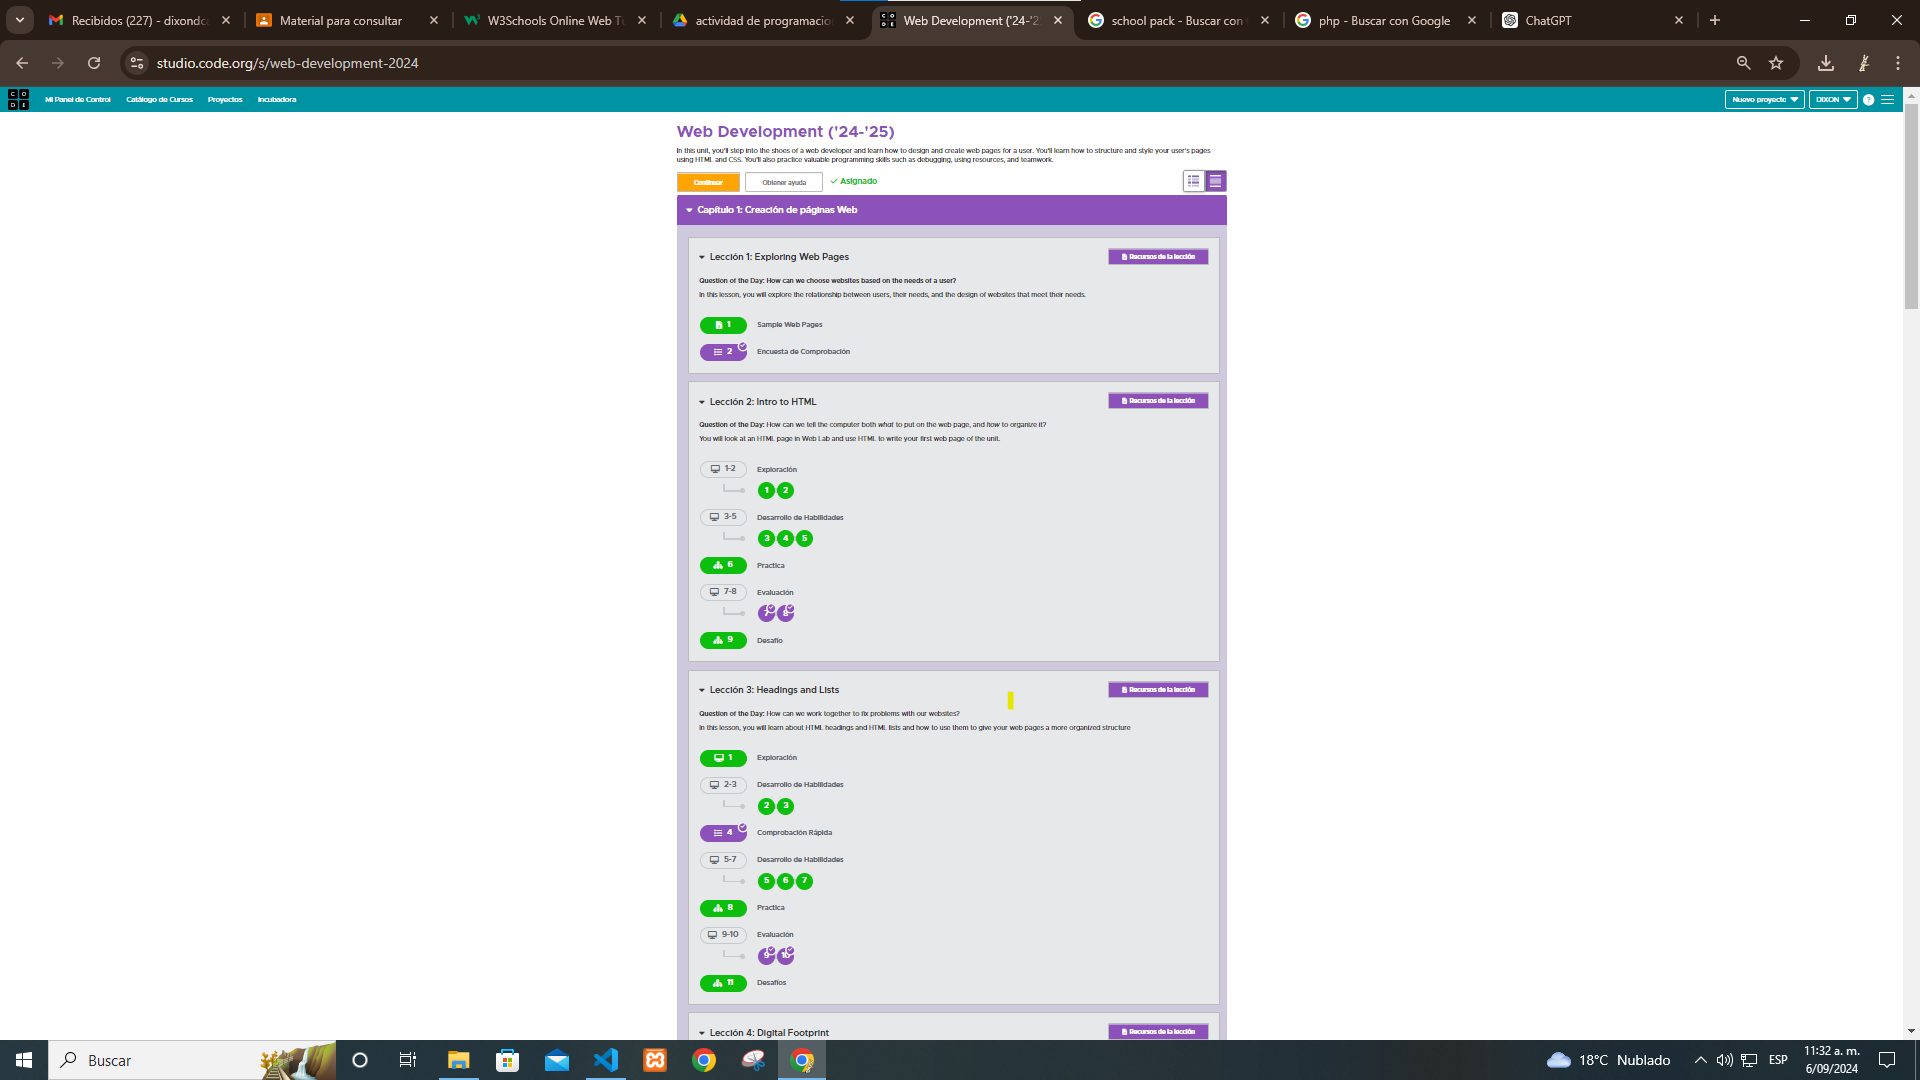 Recibidos (227) - dixondc
Material para consultar
W3Schools Online Web Tu
actividad de programacio
Web Development ('24-'25
school pack - Buscar con
php - Buscar con Google
ChatGPT
studio.code.org/s/web-development-2024
C O
D E
Mi Panel de Control
Catálogo de Cursos
Proyectos
Incubadora
Nuevo proyecto
DIXON
?
Web Development ('24-'25)
In this unit, you'll step into the shoes of a web developer and learn how to design and create web pages for a user. You'll learn how to structure and style your user's pages
using HTML and CSS. You'll also practice valuable programming skills such as debugging, using resources, and teamwork.
Continuar
Obtener ayuda
Asignado
Capítulo 1: Creación de páginas Web
Lección 1: Exploring Web Pages
Recursos de la lección
Question of the Day: How can we choose websites based on the needs of a user?
In this lesson, you will explore the relationship between users, their needs, and the design of websites that meet their needs.
1 Sample Web Pages
2 Encuesta de Comprobación
Lección 2: Intro to HTML
Recursos de la lección
Question of the Day: How can we tell the computer both what to put on the web page, and how to organize it?
You will look at an HTML page in Web Lab and use HTML to write your first web page of the unit.
1-2 Exploración
1 2
3-5 Desarrollo de Habilidades
3 4 5
6 Practica
7-8 Evaluación
7 8
9 Desafío
Lección 3: Headings and Lists
Recursos de la lección
Question of the Day: How can we work together to fix problems with our websites?
In this lesson, you will learn about HTML headings and HTML lists and how to use them to give your web pages a more organized structure
1 Exploración
2-3 Desarrollo de Habilidades
2 3
4 Comprobación Rápida
5-7 Desarrollo de Habilidades
5 6 7
8 Practica
9-10 Evaluación
9 10
11 Desafíos
Lección 4: Digital Footprint
Recursos de la lección
Buscar
18°C Nublado
ESP
11:32 a. m.
6/09/2024